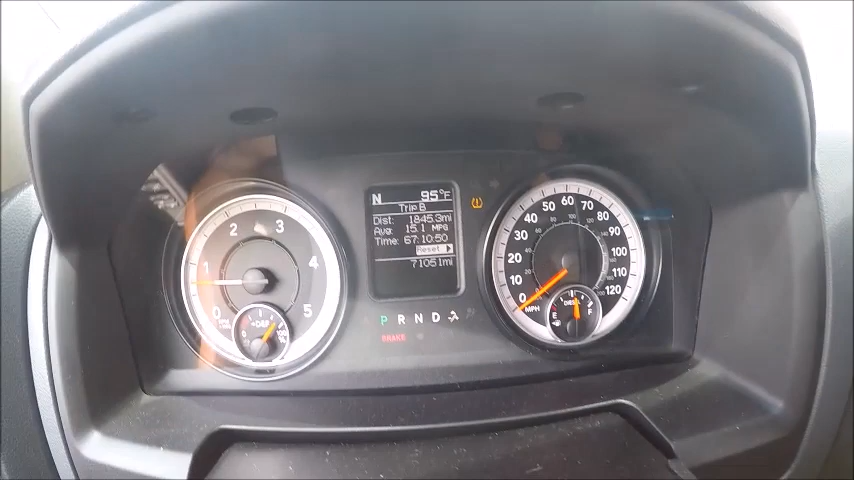 N 95°F
Trip B
Dist: 1845.3mi
Avg: 15.1 MPG
Time: 67:10:50
Reset
71051mi
P R N D
BRAKE
0 1 2 3 4 5
0 10 20 30 40 50 60 70 80 90 100 110 120
MPH
DIESEL
E F